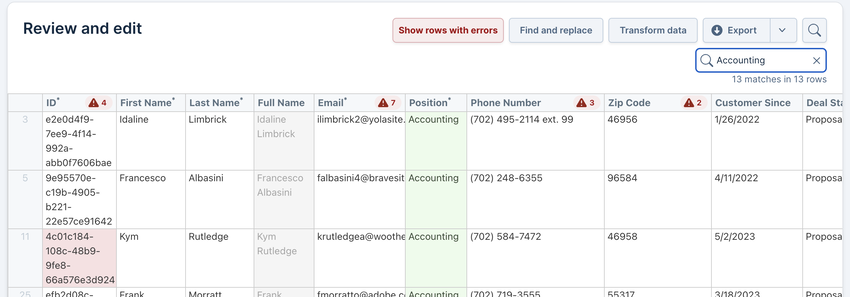 Review and edit
Show rows with errors
Find and replace
Transform data
Export
Accounting
13 matches in 13 rows
ID* 4 First Name* Last Name* Full Name Email* 7 Position* Phone Number 3 Zip Code 2 Customer Since Deal Sta
3 e2e0d4f9- Idaline Limbrick Idaline ilimbrick2@yolasite. Accounting (702) 495-2114 ext. 99 46956 1/26/2022 Proposa
7ee9-4f14- Limbrick
992a-
abb0f7606bae
5 9e95570e- Francesco Albasini Francesco falbasini4@bravesit Accounting (702) 248-6355 96584 4/11/2022 Proposa
c19b-4905- Albasini
b221-
22e57ce91642
11 4c01c184- Kym Rutledge Kym krutledgea@woothe Accounting (702) 584-7472 46958 5/2/2023 Proposa
108c-48b9- Rutledge
9fe8-
66a576e3d924
25 efb2d08c- Frank Morratt Frank fmorratto@adobe.c Accounting (702) 719-3555 55317 3/18/2023 Proposa